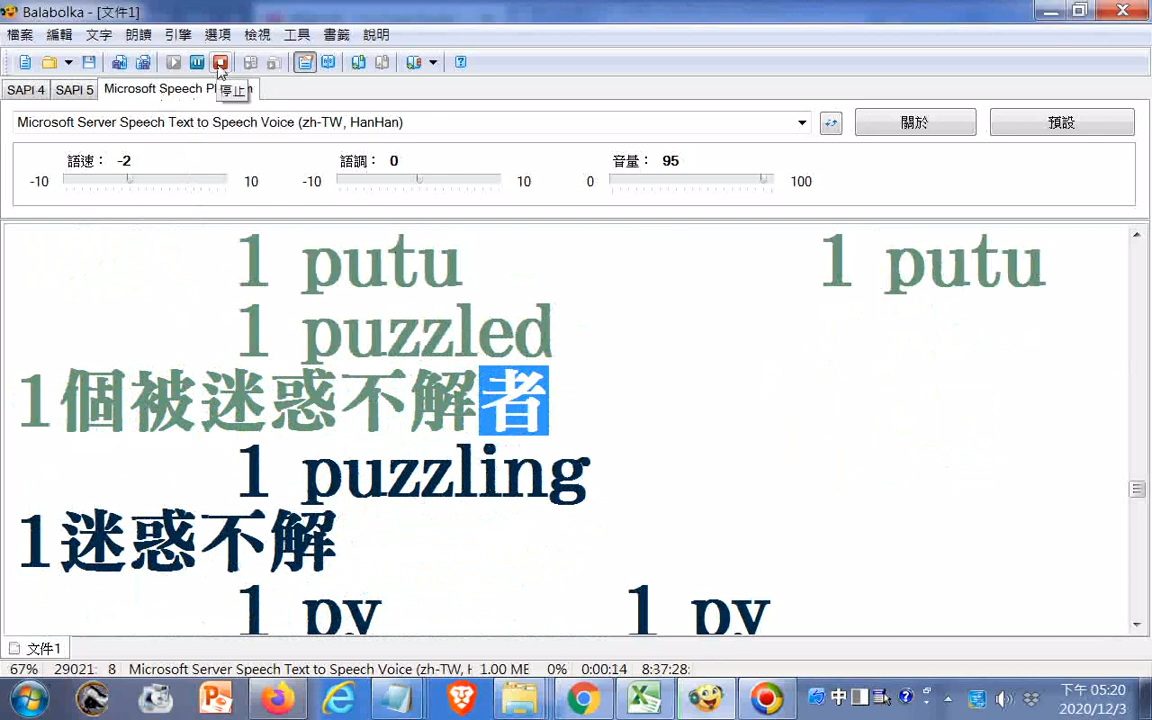 Balabolka - [文件1]
檔案 編輯 文字 朗讀 引擎 選項 檢視 工具 書籤 說明
SAPI 4 SAPI 5 Microsoft Speech Pl
停止
Microsoft Server Speech Text to Speech Voice (zh-TW, HanHan) 關於 預設
語速： -2 語調： 0 音量： 95
-10 10 -10 10 0 100
1 putu 1 putu
1 puzzled
1個被迷惑不解者
1 puzzling
1迷惑不解
1 py 1 py
文件1
67% 29021 8 Microsoft Server Speech Text to Speech Voice (zh-TW, H 1.00 ME 0% 0:00:14 8:37:28
中 下午 05:20
2020/12/3